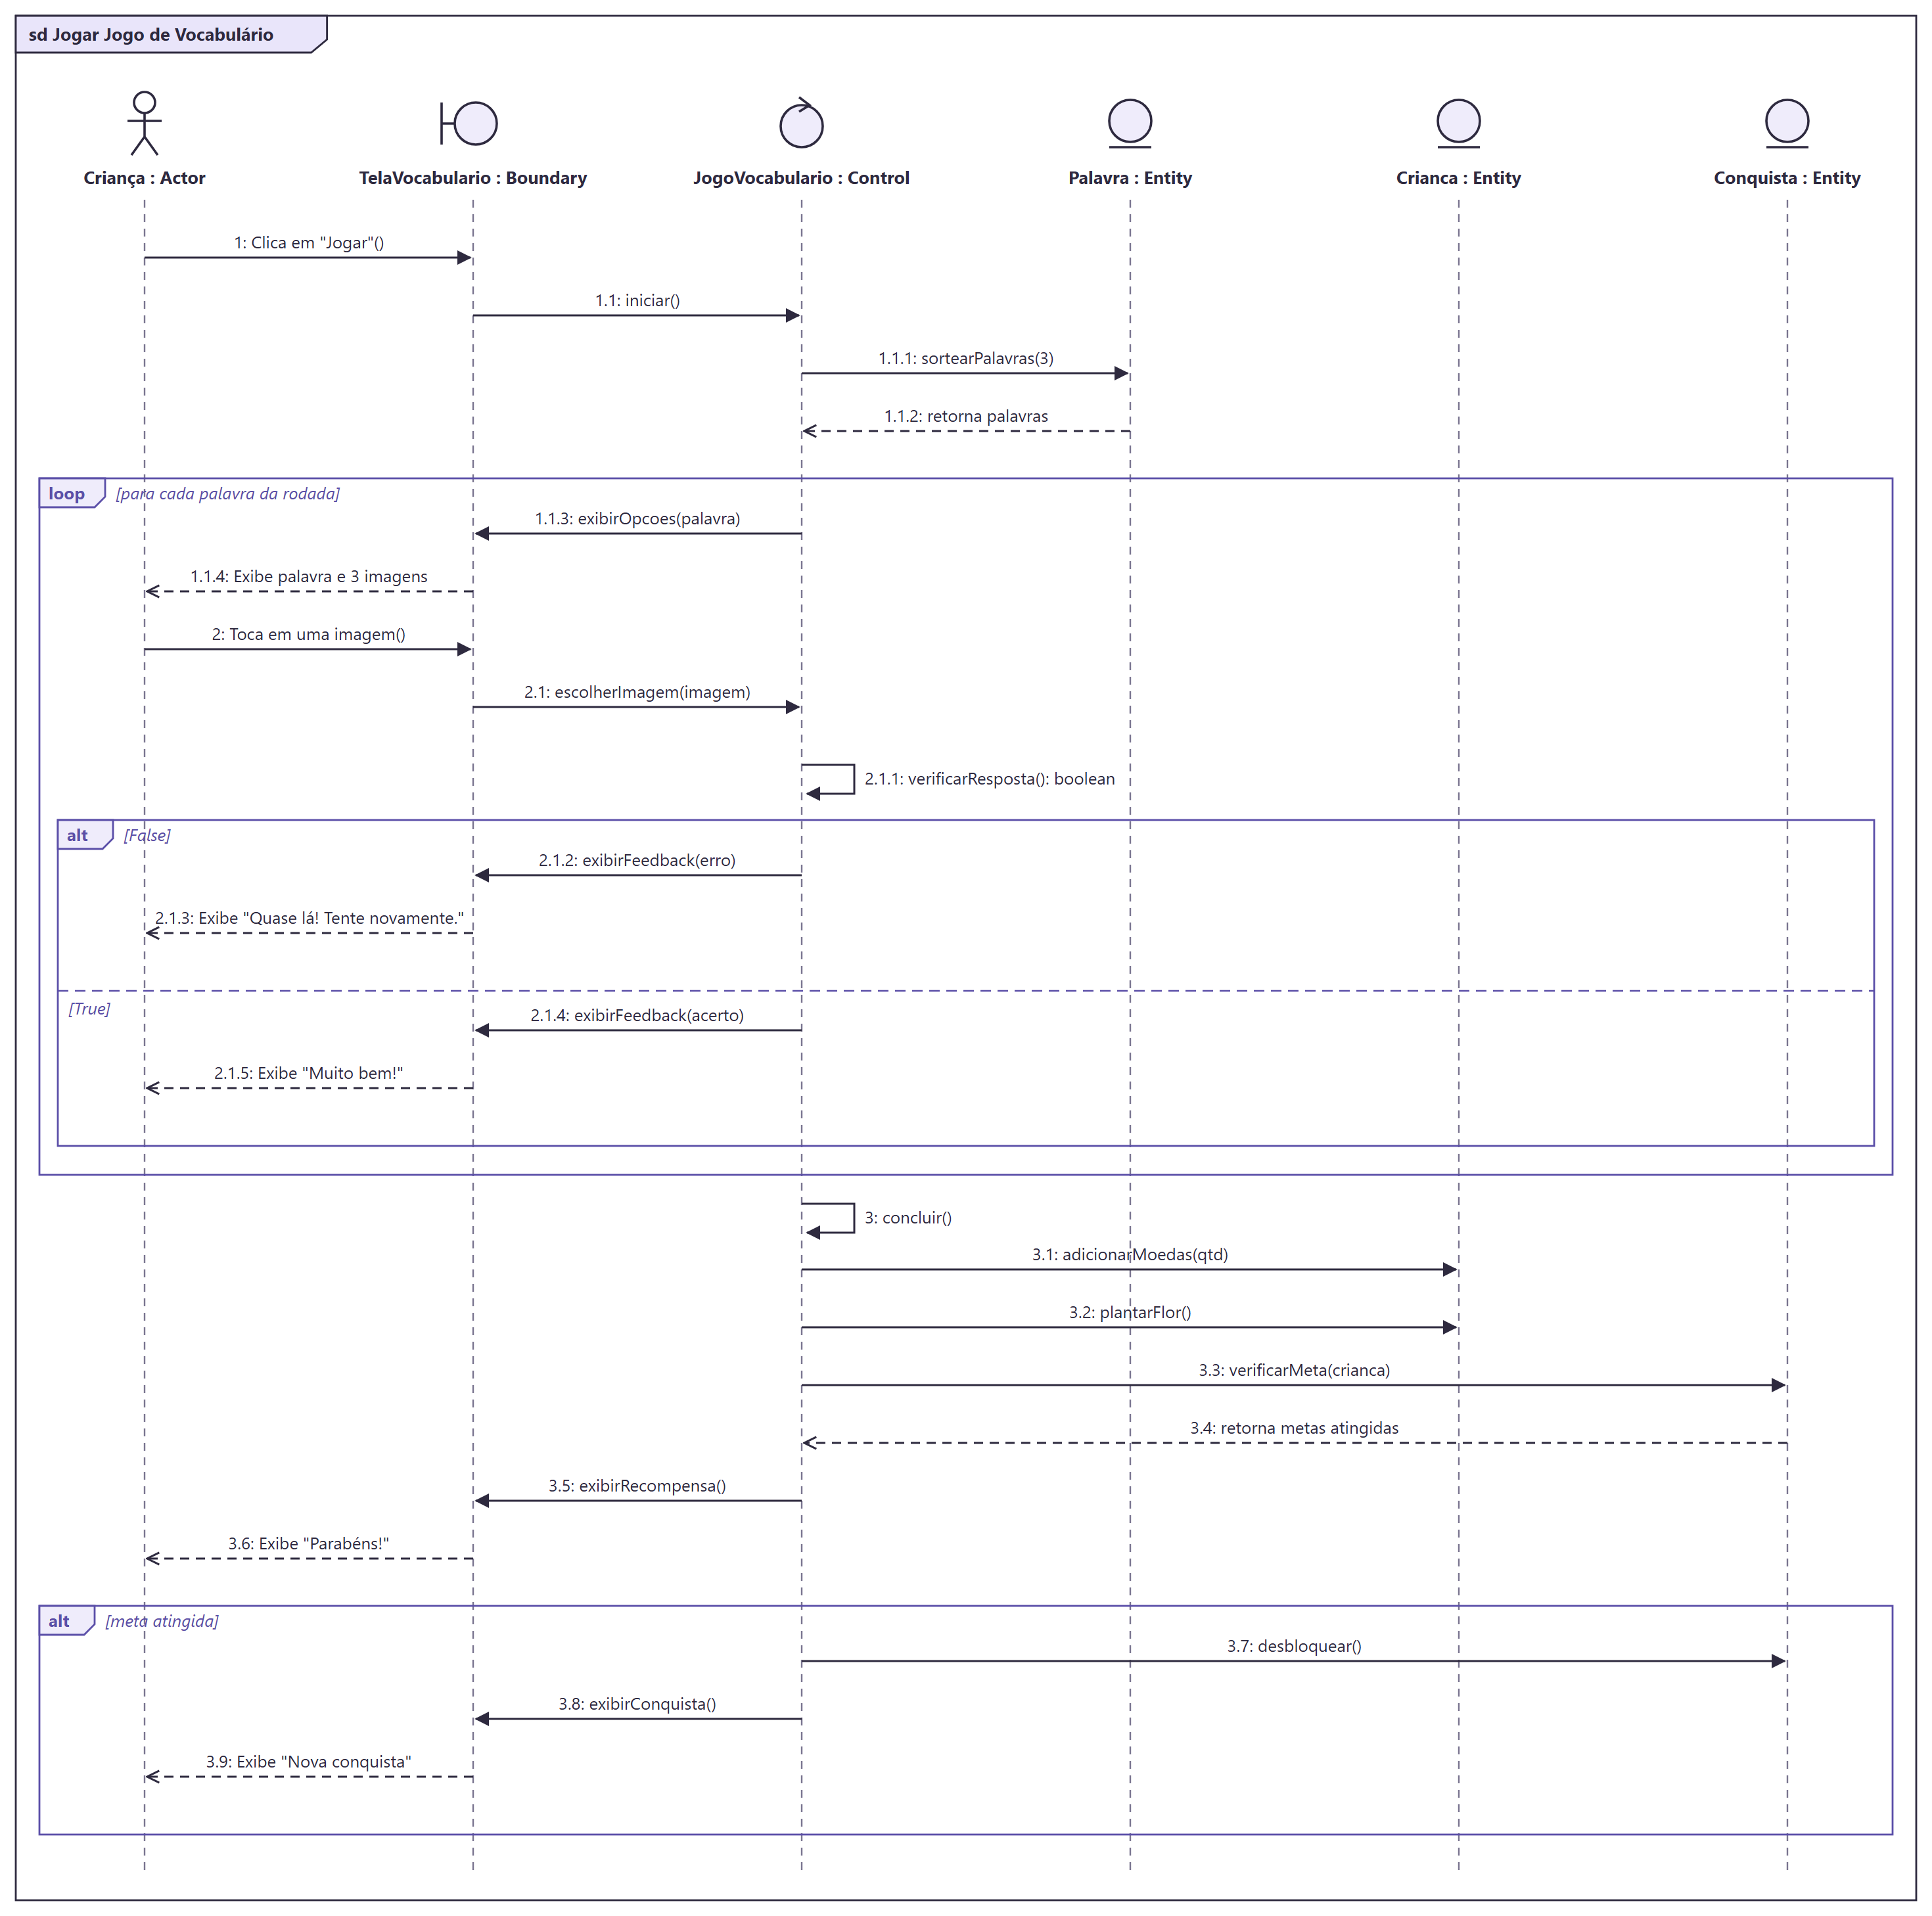 sd Jogar Jogo de Vocabulário
Criança : Actor
TelaVocabulario : Boundary
JogoVocabulario : Control
Palavra : Entity
Crianca : Entity
Conquista : Entity
1: Clica em "Jogar"()
1.1: iniciar()
1.1.1: sortearPalavras(3)
1.1.2: retorna palavras
loop [para cada palavra da rodada]
1.1.3: exibirOpcoes(palavra)
1.1.4: Exibe palavra e 3 imagens
2: Toca em uma imagem()
2.1: escolherImagem(imagem)
2.1.1: verificarResposta(): boolean
alt [False]
2.1.2: exibirFeedback(erro)
2.1.3: Exibe "Quase lá! Tente novamente."
[True]
2.1.4: exibirFeedback(acerto)
2.1.5: Exibe "Muito bem!"
3: concluir()
3.1: adicionarMoedas(qtd)
3.2: plantarFlor()
3.3: verificarMeta(crianca)
3.4: retorna metas atingidas
3.5: exibirRecompensa()
3.6: Exibe "Parabéns!"
alt [meta atingida]
3.7: desbloquear()
3.8: exibirConquista()
3.9: Exibe "Nova conquista"